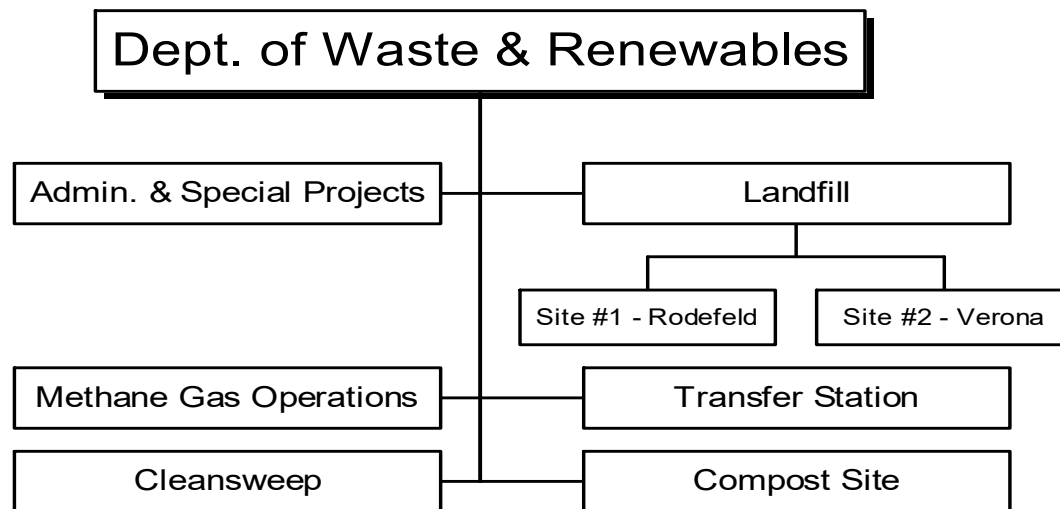 Dept. of Waste & Renewables
Admin. & Special Projects
Landfill
Site #1 - Rodefeld
Site #2 - Verona
Methane Gas Operations
Transfer Station
Cleansweep
Compost Site